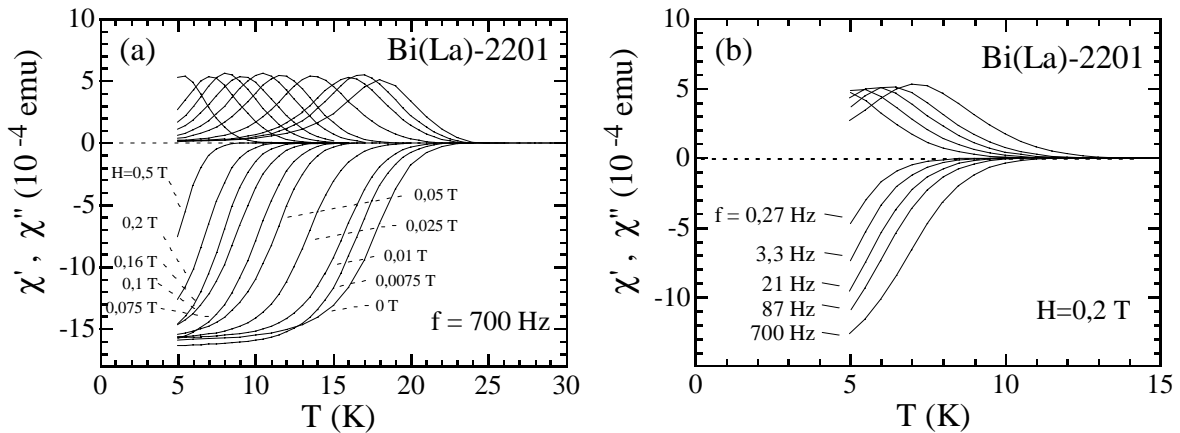 (a)
Bi(La)-2201
10
5
0
-5
-10
-15
χ' , χ" (10 -4 emu)
H=0,5 T
0,2 T
0,16 T
0,1 T
0,075 T
0,05 T
0,025 T
0,01 T
0,0075 T
0 T
f = 700 Hz
0 5 10 15 20 25 30
T (K)
(b)
Bi(La)-2201
10
5
0
-5
-10
χ' , χ" (10 -4 emu)
f = 0,27 Hz
3,3 Hz
21 Hz
87 Hz
700 Hz
H=0,2 T
0 5 10 15
T (K)